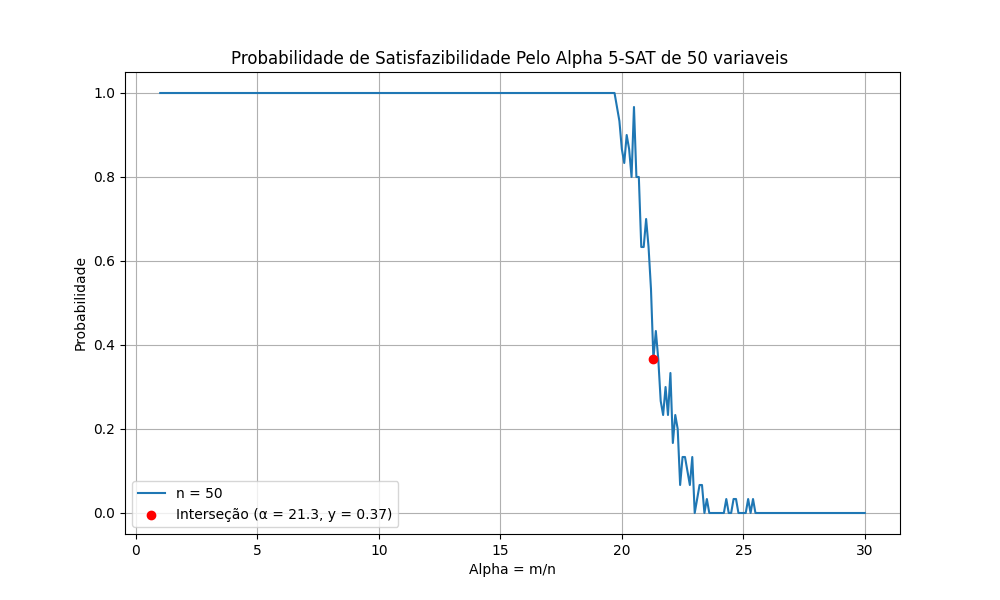 Probabilidade de Satisfazibilidade Pelo Alpha 5-SAT de 50 variaveis
Probabilidade
1.0
0.8
0.6
0.4
0.2
0.0
n = 50
Interseção (α = 21.3, y = 0.37)
0 5 10 15 20 25 30
Alpha = m/n